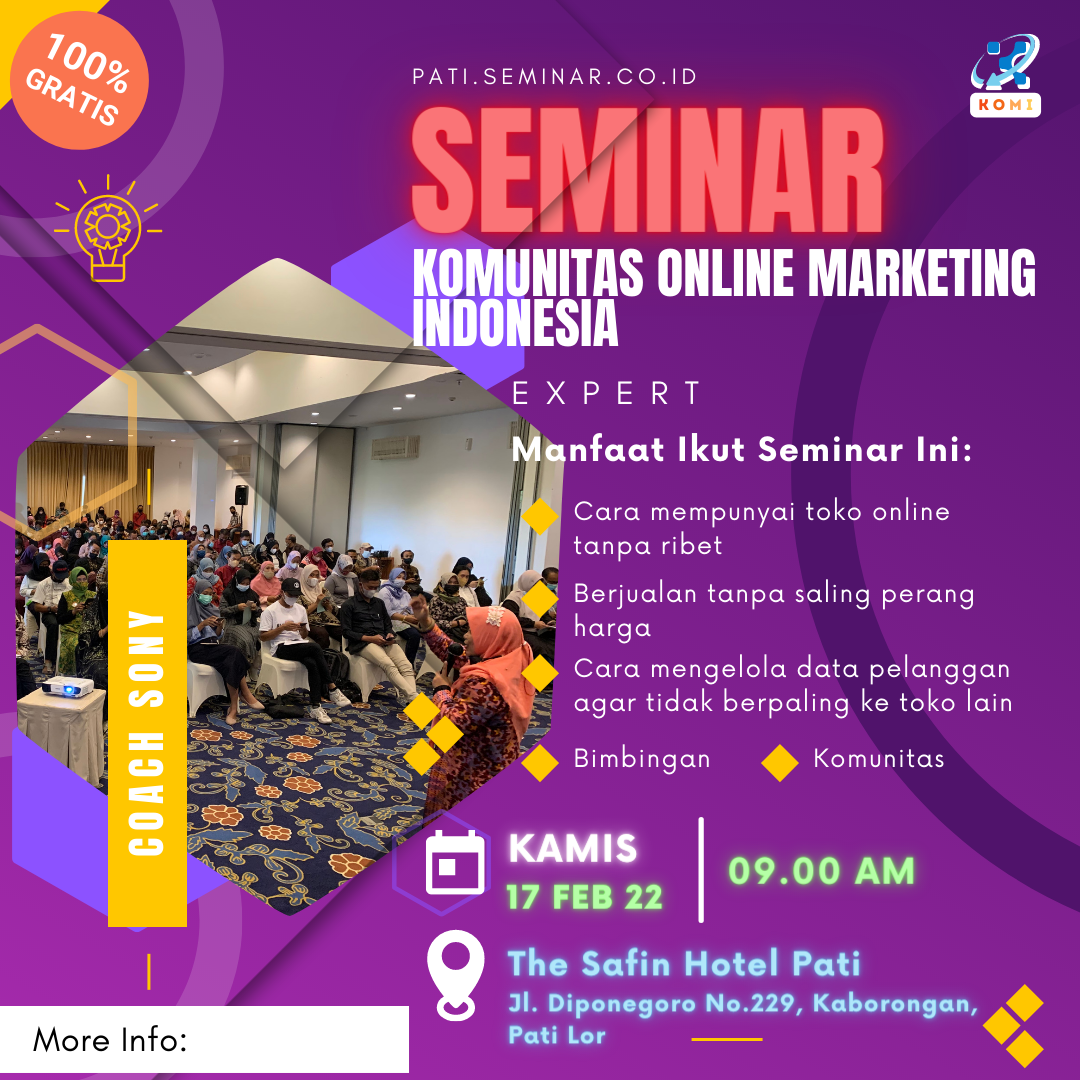 100%
GRATIS
PATI.SEMINAR.CO.ID
KOMI
SEMINAR
KOMUNITAS ONLINE MARKETING
INDONESIA
EXPERT
Manfaat Ikut Seminar Ini:
Cara mempunyai toko online
tanpa ribet
Berjualan tanpa saling perang
harga
Cara mengelola data pelanggan
agar tidak berpaling ke toko lain
Bimbingan
Komunitas
COACH SONY
KAMIS
17 FEB 22
09.00 AM
The Safin Hotel Pati
Jl. Diponegoro No.229, Kaborongan,
Pati Lor
More Info: